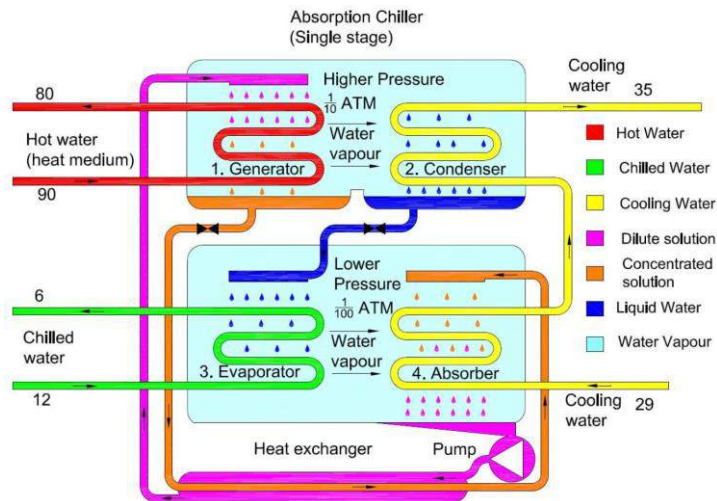 Absorption Chiller
(Single stage)
80
Higher Pressure
Cooling
water
35
1/10 ATM
Hot water
(heat medium)
Water
vapour
1. Generator
2. Condenser
90
Hot Water
Chilled Water
Cooling Water
Dilute solution
Concentrated
solution
Liquid Water
Water Vapour
Lower
Pressure
6
1/100 ATM
Chilled
water
Water
vapour
3. Evaporator
4. Absorber
12
Cooling
water
29
Heat exchanger
Pump